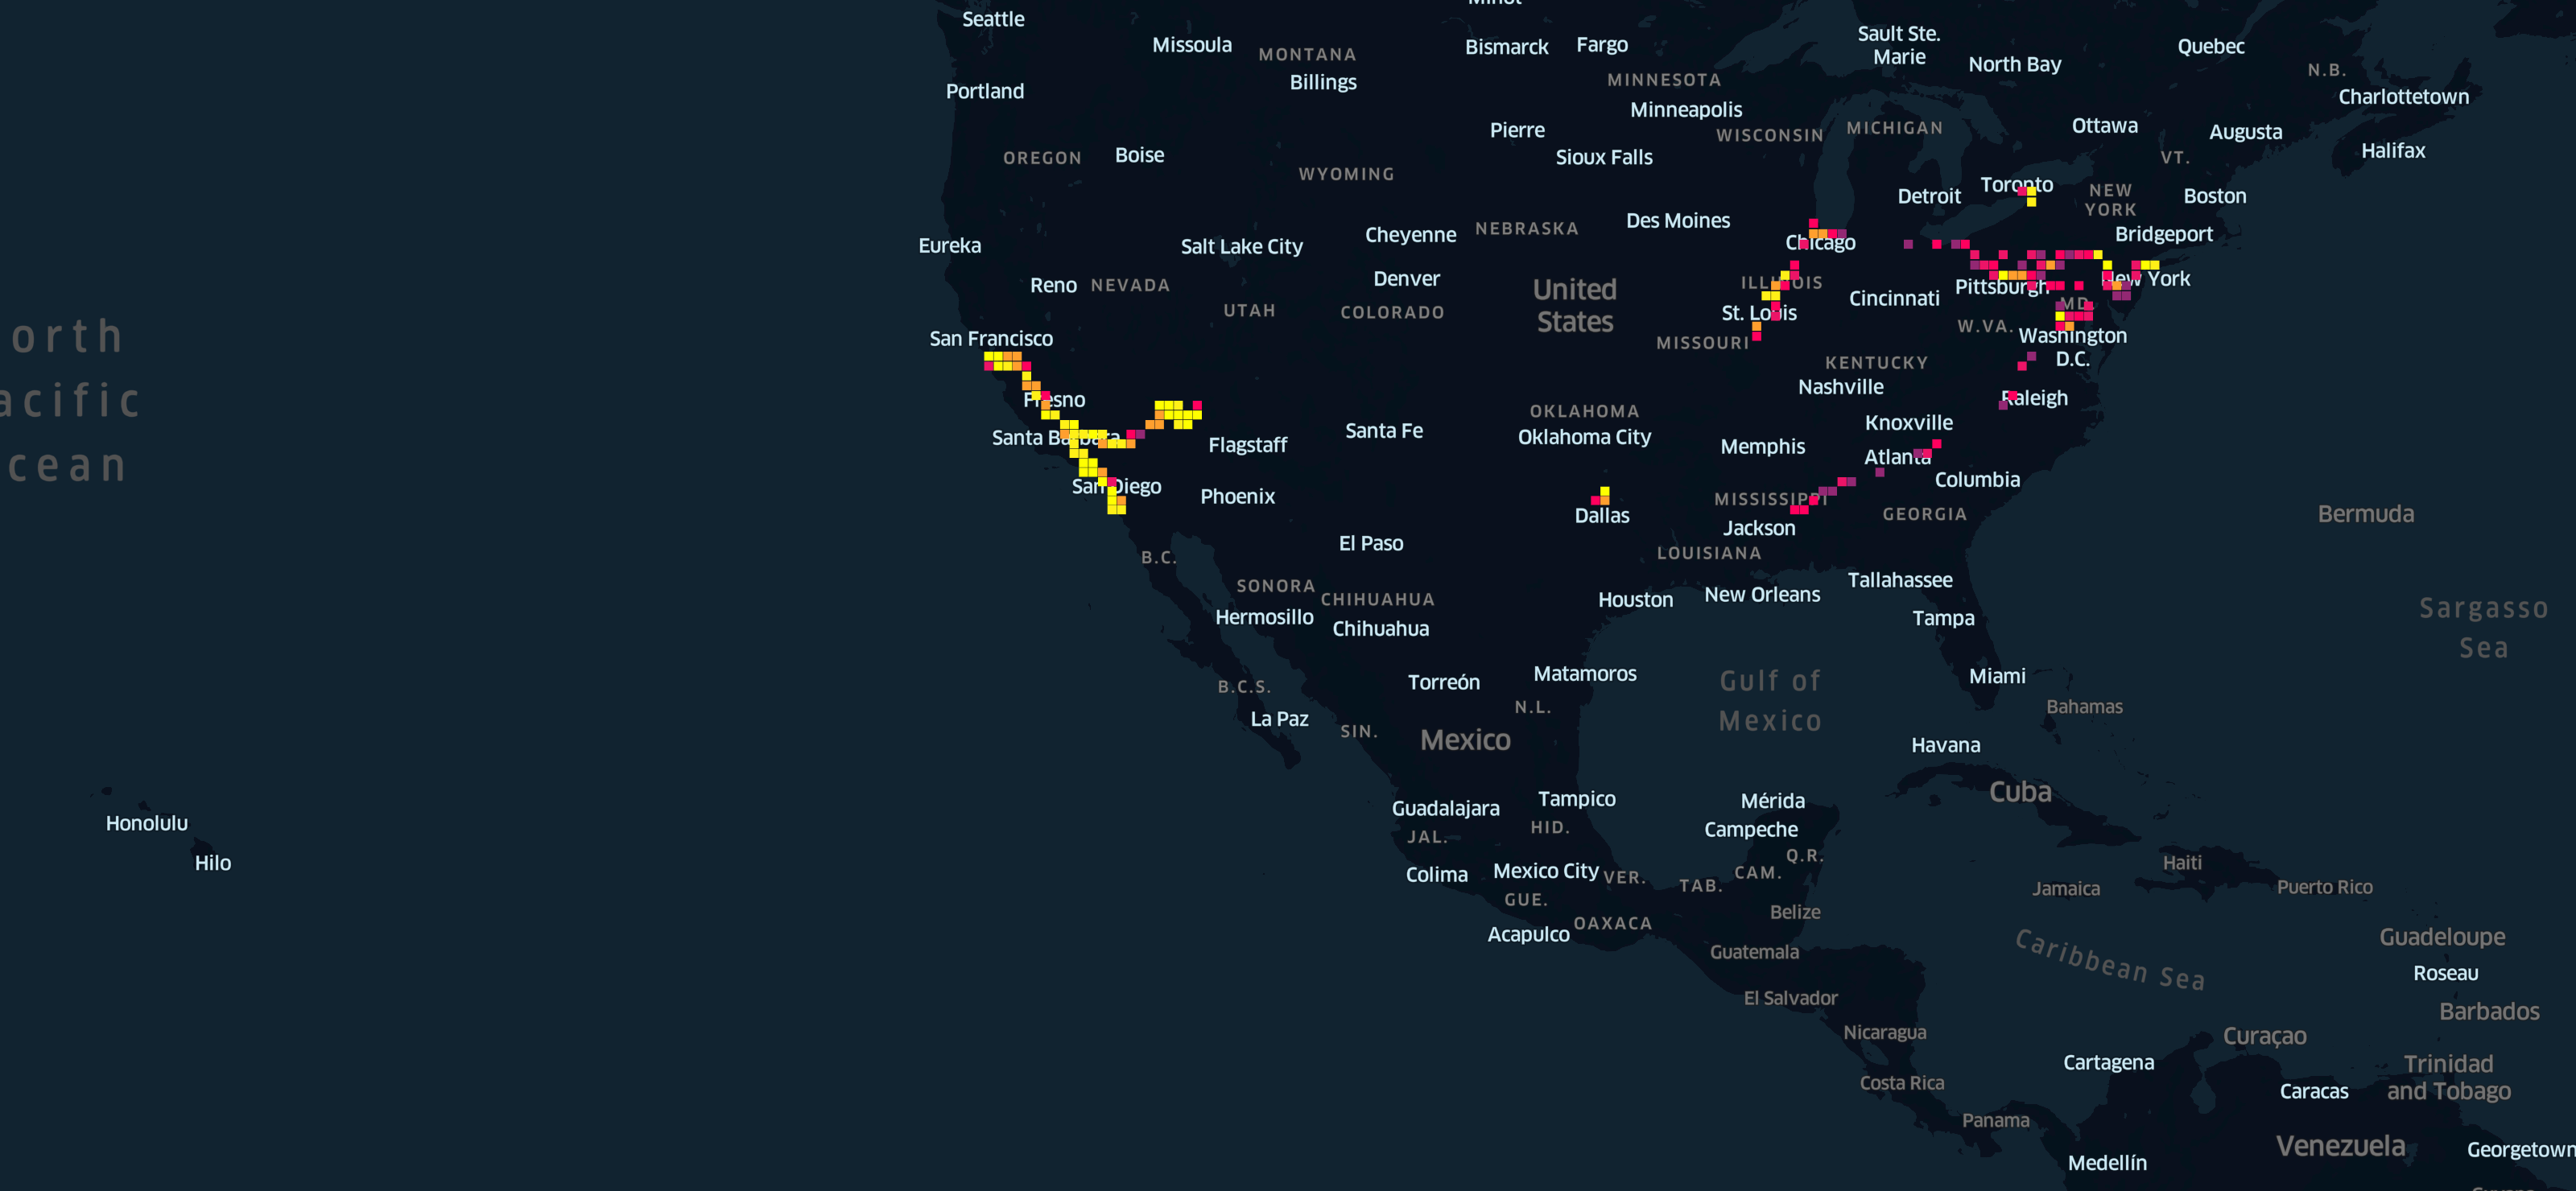 Seattle
Missoula
MONTANA
Billings
Bismarck
Fargo
MINNESOTA
Minneapolis
Sault Ste.
Marie
North Bay
Quebec
N.B.
Charlottetown
Portland
Pierre
WISCONSIN
MICHIGAN
Ottawa
Augusta
Halifax
OREGON
Boise
WYOMING
Sioux Falls
VT.
Toronto
NEW
YORK
Boston
Detroit
Des Moines
NEBRASKA
Cheyenne
Chicago
Bridgeport
Eureka
Salt Lake City
Reno
NEVADA
Denver
United
States
ILLINOIS
Pittsburgh
New York
UTAH
COLORADO
St. Louis
Cincinnati
MD.
W.VA.
Washington
D.C.
San Francisco
MISSOURI
KENTUCKY
Nashville
Raleigh
Fresno
OKLAHOMA
Oklahoma City
Knoxville
Santa Barbara
Flagstaff
Santa Fe
Memphis
Atlanta
Columbia
San Diego
Phoenix
MISSISSIPPI
GEORGIA
Bermuda
Dallas
Jackson
El Paso
B.C.
LOUISIANA
SONORA
CHIHUAHUA
Tallahassee
Hermosillo
Chihuahua
Houston
New Orleans
Tampa
Sargasso
Sea
Torreón
Matamoros
Gulf of
Mexico
Miami
B.C.S.
La Paz
N.L.
SIN.
Mexico
Bahamas
Havana
Cuba
Guadalajara
Tampico
Mérida
Honolulu
JAL.
HID.
Campeche
Q.R.
Hilo
Colima
Mexico City
VER.
TAB.
CAM.
Haiti
Jamaica
Puerto Rico
GUE.
OAXACA
Belize
Acapulco
Guatemala
Caribbean Sea
Guadeloupe
Roseau
El Salvador
Barbados
Nicaragua
Curaçao
Cartagena
Trinidad
and Tobago
Costa Rica
Caracas
Panama
Venezuela
Georgetown
Medellín
orth
acific
cean